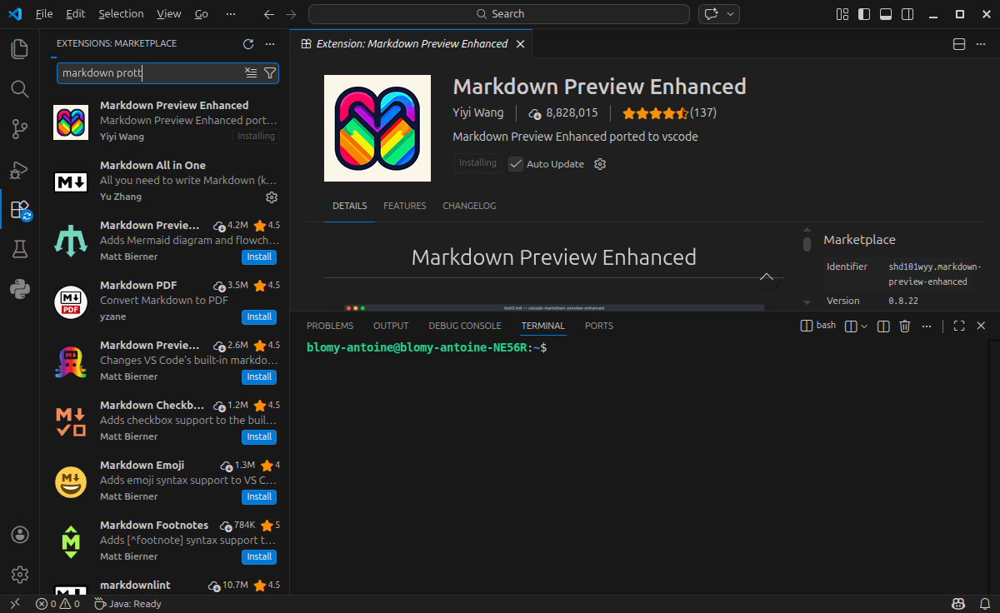 File Edit Selection View Go ··· Search
EXTENSIONS: MARKETPLACE
markdown prott
Markdown Preview Enhanced
Markdown Preview Enhanced port...
Yiyi Wang Installing
Markdown All in One
All you need to write Markdown (k...
Yu Zhang
Markdown Previe... 4.2M 4.5
Adds Mermaid diagram and flowch...
Matt Bierner Install
Markdown PDF 3.5M 4.5
Convert Markdown to PDF
yzane Install
Markdown Previe... 2.6M 4.5
Changes VS Code's built-in markdo...
Matt Bierner Install
Markdown Checkb... 1.2M 4.5
Adds checkbox support to the buil...
Matt Bierner Install
Markdown Emoji 1.3M 4
Adds emoji syntax support to VS C...
Matt Bierner Install
Markdown Footnotes 784K 5
Adds [^footnote] syntax support t...
Matt Bierner Install
markdownlint 10.7M 4.5
Extension: Markdown Preview Enhanced
Markdown Preview Enhanced
Yiyi Wang 8,828,015 (137)
Markdown Preview Enhanced ported to vscode
Installing Auto Update
DETAILS FEATURES CHANGELOG
Markdown Preview Enhanced
test3.md — vscode-markdown-preview-enhanced
Marketplace
Identifier shd101wyy.markdown-
preview-enhanced
Version 0.8.22
PROBLEMS OUTPUT DEBUG CONSOLE TERMINAL PORTS bash
blomy-antoine@blomy-antoine-NE56R:~$
0 0 Java: Ready